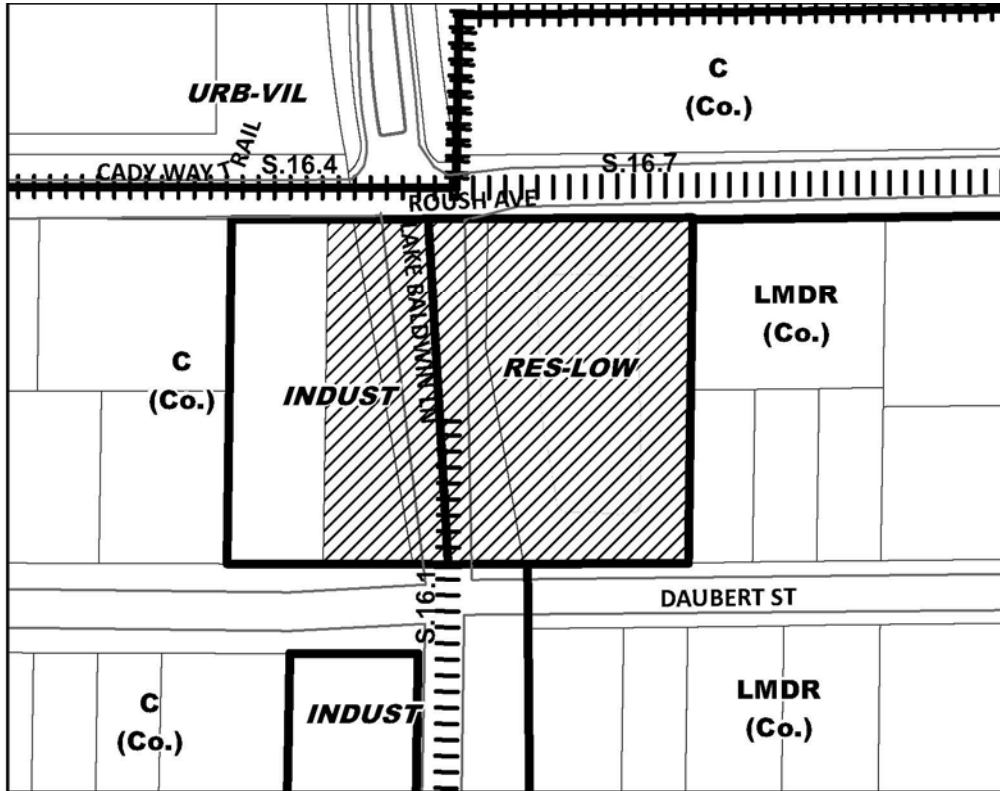 C
(Co.)
URB-VIL
CADY WAY TRAIL
S.16.4
S.16.7
ROUSH AVE
LAKE BALDWIN LN
LMDR
(Co.)
C
(Co.)
INDUST
RES-LOW
S.16.1
DAUBERT ST
C
(Co.)
INDUST
LMDR
(Co.)